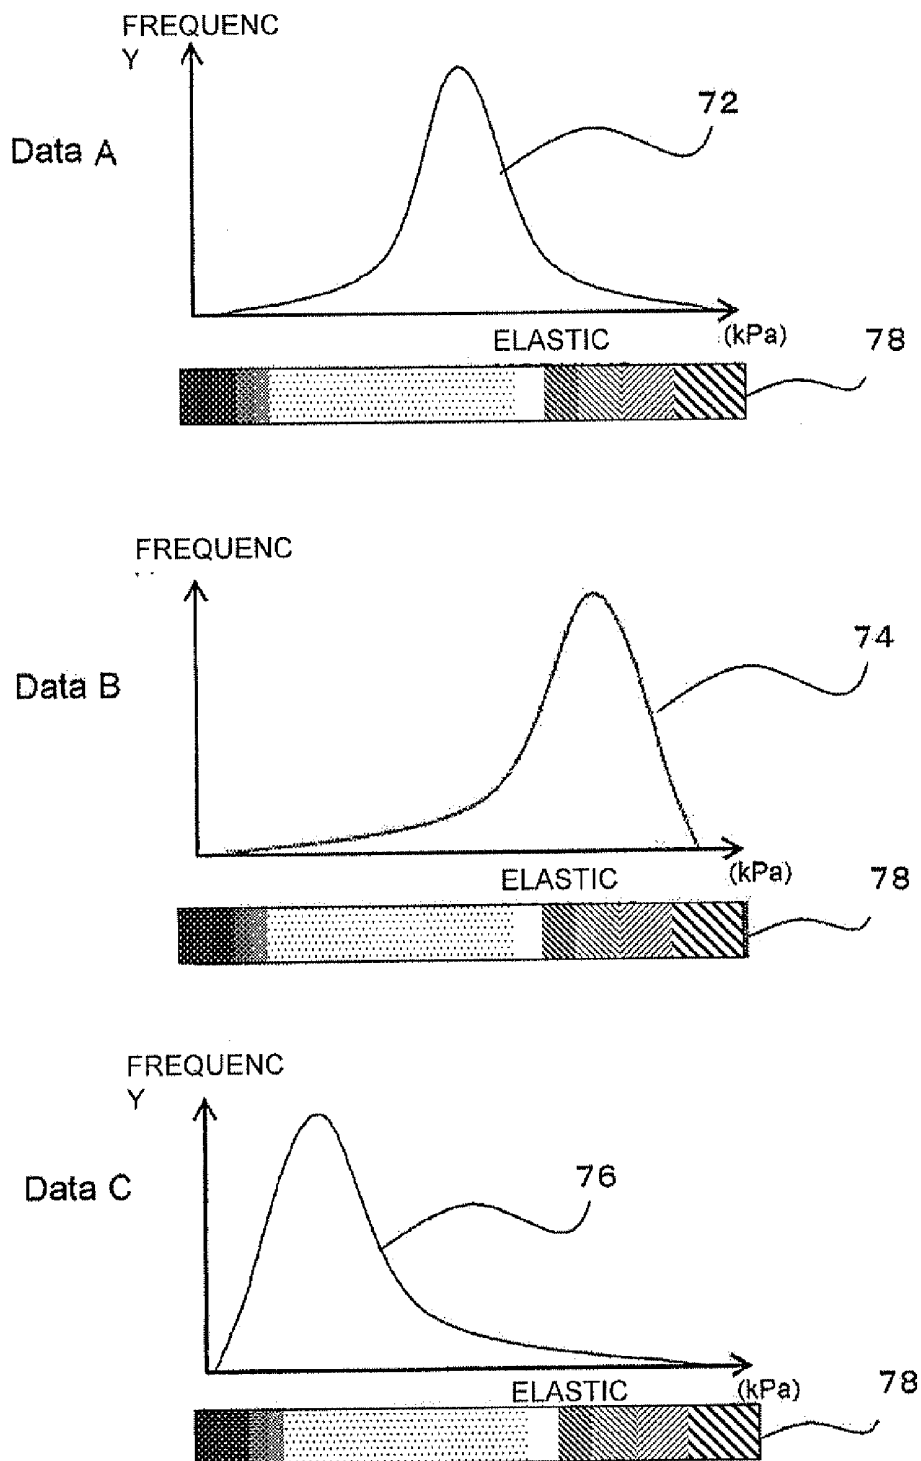 FREQUENC
Y
72
Data A
ELASTIC
(kPa)
78
FREQUENC
74
Data B
ELASTIC
(kPa)
78
FREQUENC
Y
76
Data C
ELASTIC
(kPa)
78